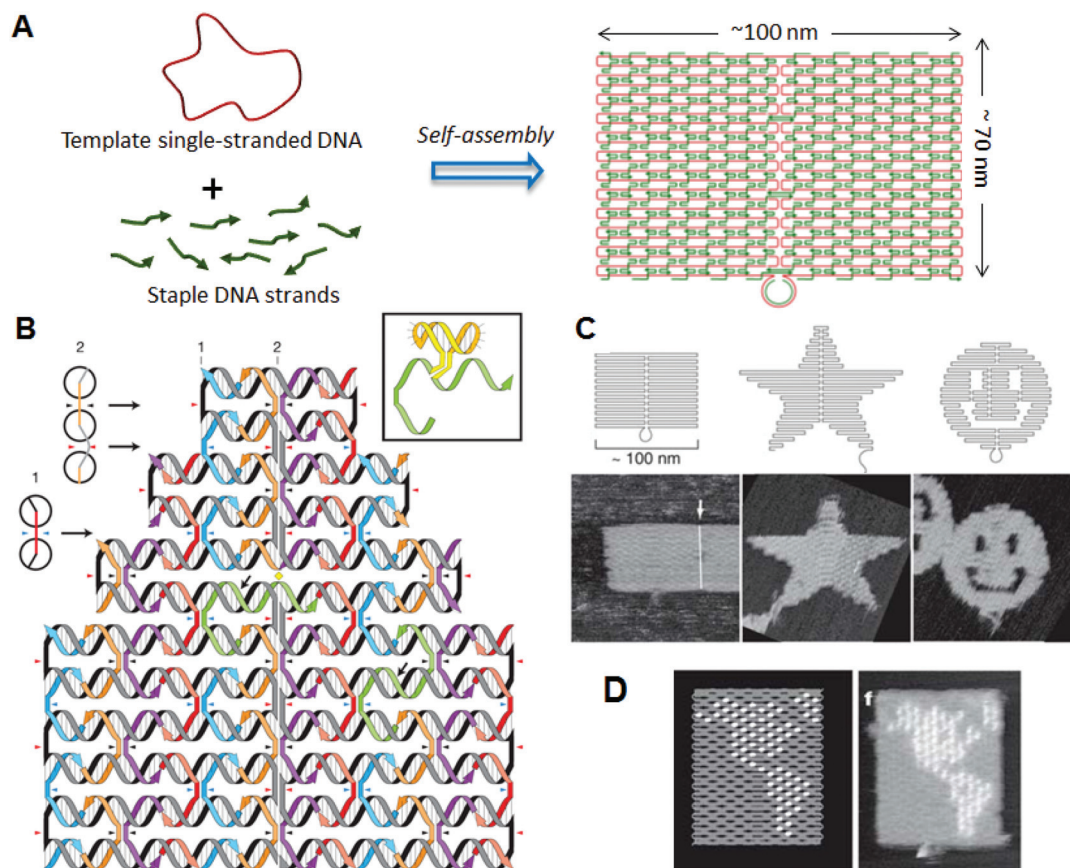 A
Template single-stranded DNA
+
Staple DNA strands
Self-assembly
~100 nm
~ 70 nm
B
2
1
1
2
C
~ 100 nm
D
f